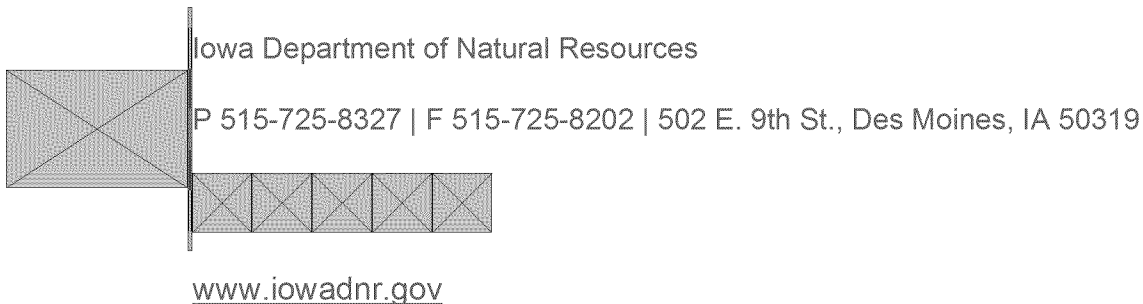 Iowa Department of Natural Resources
P 515-725-8327 | F 515-725-8202 | 502 E. 9th St., Des Moines, IA 50319
www.iowadnr.gov